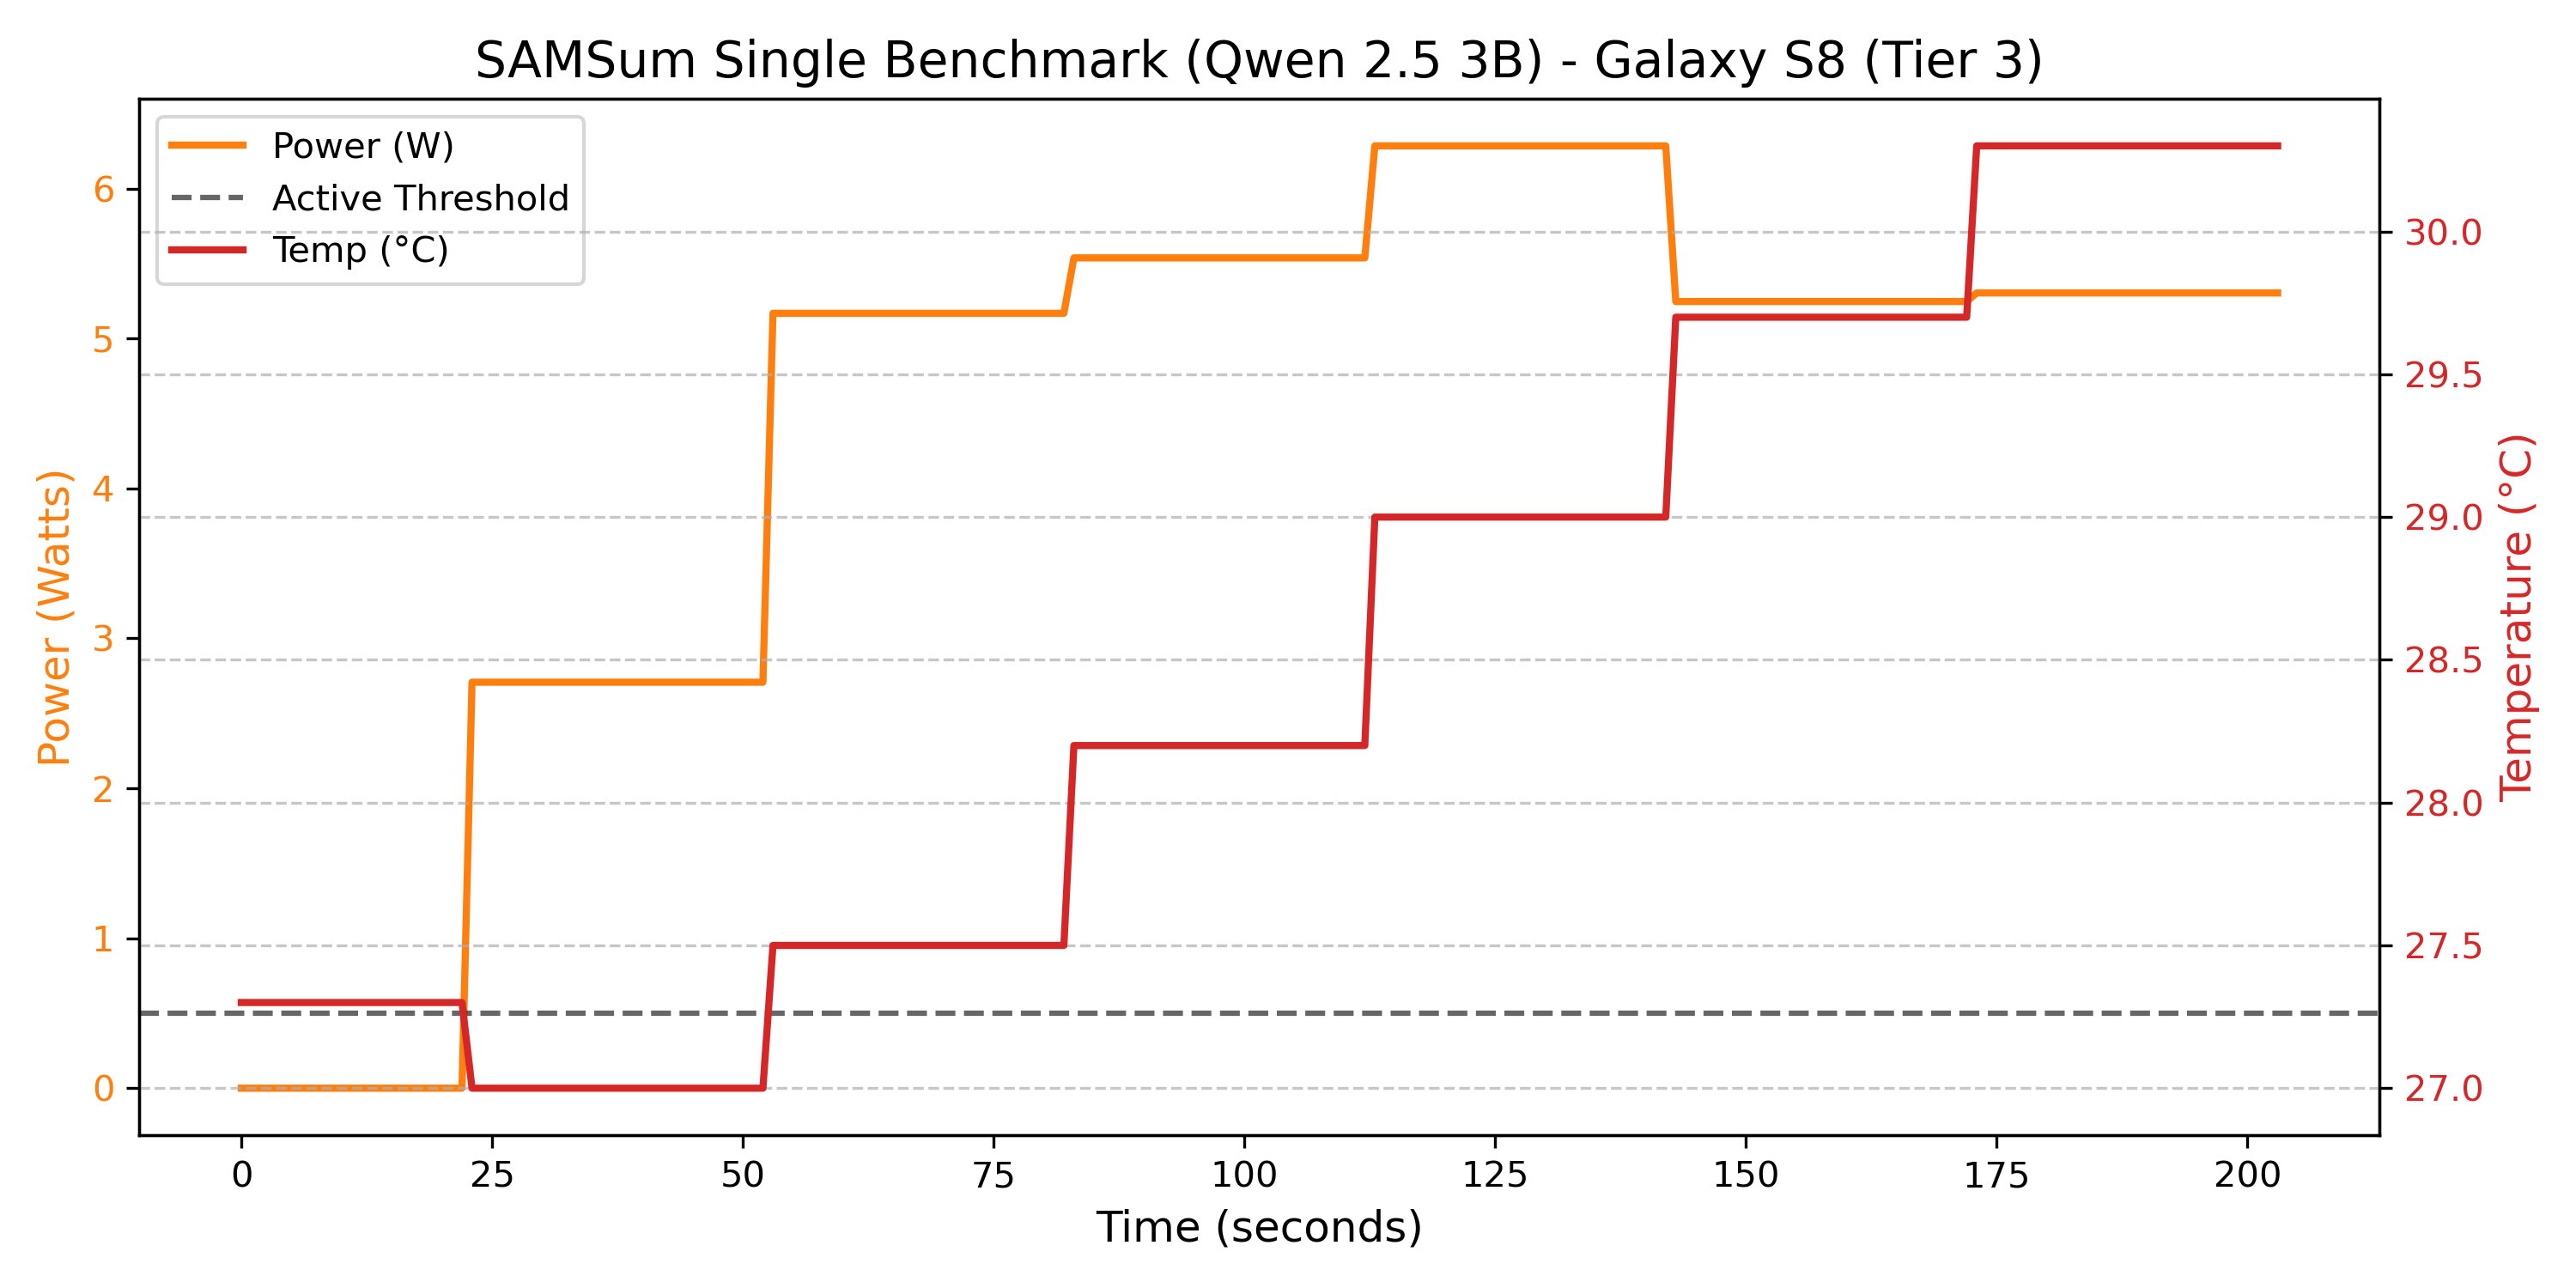 SAMSum Single Benchmark (Qwen 2.5 3B) - Galaxy S8 (Tier 3)
Power (W)
Active Threshold
Temp (°C)
Power (Watts)
6
5
4
3
2
1
0
30.0
29.5
29.0
28.5
28.0
27.5
27.0
Temperature (°C)
0 25 50 75 100 125 150 175 200
Time (seconds)